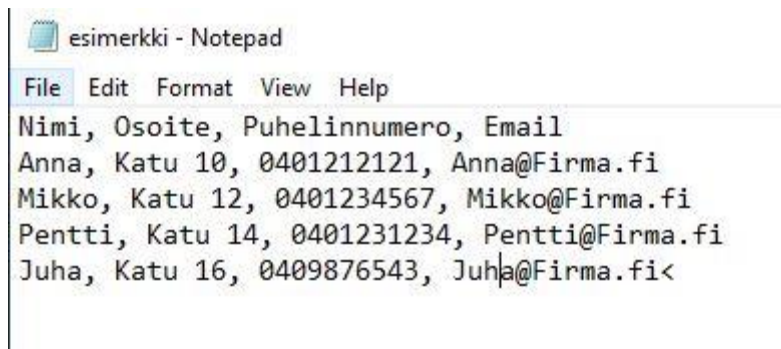 esimerkki - Notepad
File Edit Format View Help
Nimi, Osoite, Puhelinnumero, Email
Anna, Katu 10, 0401212121, Anna@Firma.fi
Mikko, Katu 12, 0401234567, Mikko@Firma.fi
Pentti, Katu 14, 0401231234, Pentti@Firma.fi
Juha, Katu 16, 0409876543, Juha@Firma.fi<